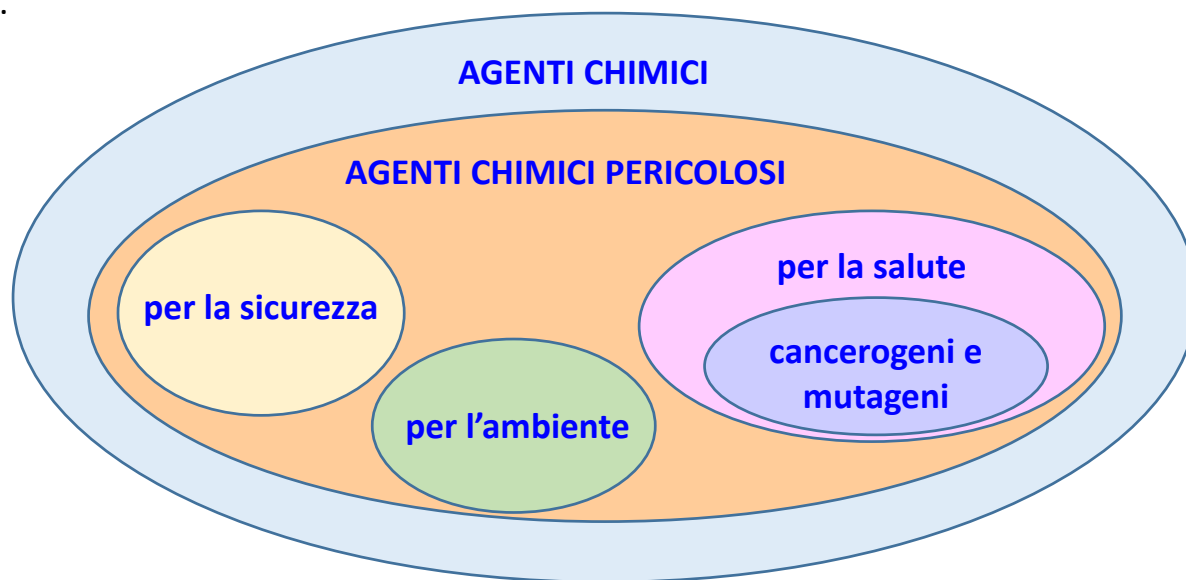 .
AGENTI CHIMICI
AGENTI CHIMICI PERICOLOSI
per la sicurezza
per l’ambiente
per la salute
cancerogeni e
mutageni